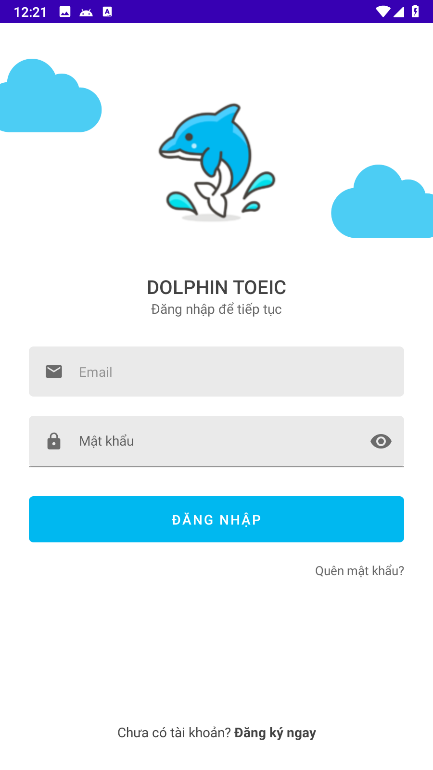 12:21
DOLPHIN TOEIC
Đăng nhập để tiếp tục
Email
Mật khẩu
ĐĂNG NHẬP
Quên mật khẩu?
Chưa có tài khoản? Đăng ký ngay